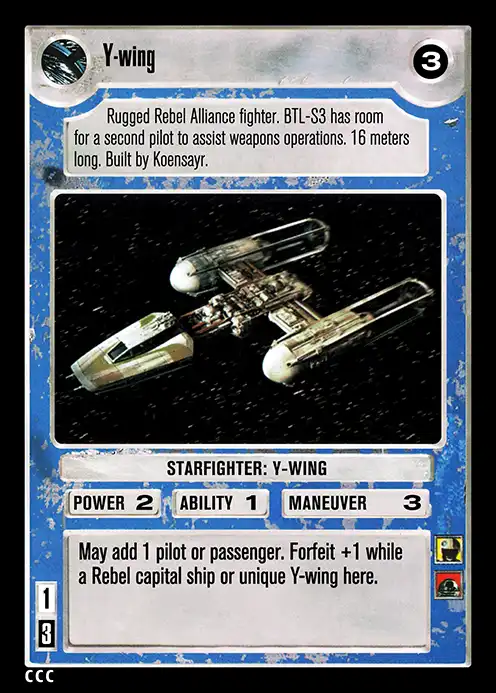 Y-wing
3
Rugged Rebel Alliance fighter. BTL-S3 has room
for a second pilot to assist weapons operations. 16 meters
long. Built by Koensayr.
STARFIGHTER: Y-WING
POWER 2 ABILITY 1 MANEUVER 3
May add 1 pilot or passenger. Forfeit +1 while
a Rebel capital ship or unique Y-wing here.
1
3
CCC